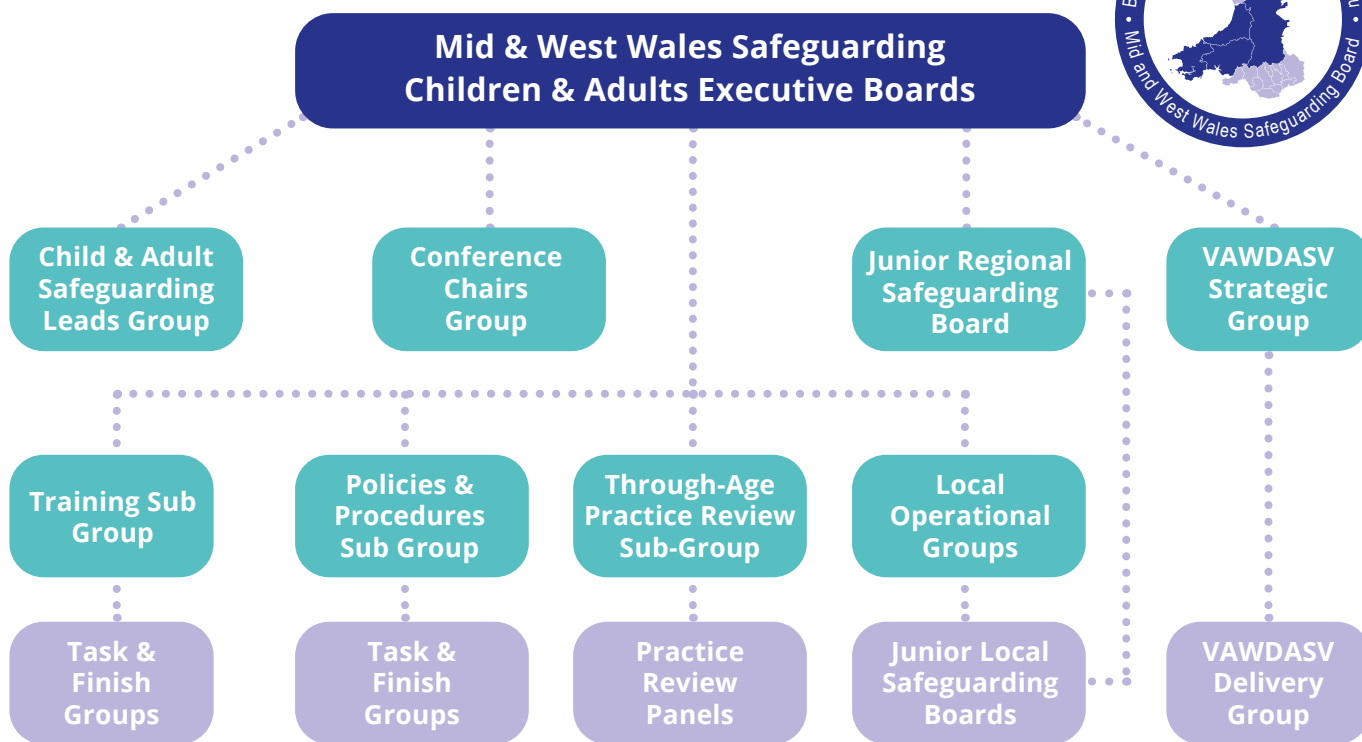 Mid & West Wales Safeguarding
Children & Adults Executive Boards
Mid and West Wales Safeguarding Board
Child & Adult
Safeguarding
Leads Group
Conference
Chairs
Group
Junior Regional
Safeguarding
Board
VAWDASV
Strategic
Group
Training Sub
Group
Policies &
Procedures
Sub Group
Through-Age
Practice Review
Sub-Group
Local
Operational
Groups
Task &
Finish
Groups
Task &
Finish
Groups
Practice
Review
Panels
Junior Local
Safeguarding
Boards
VAWDASV
Delivery
Group